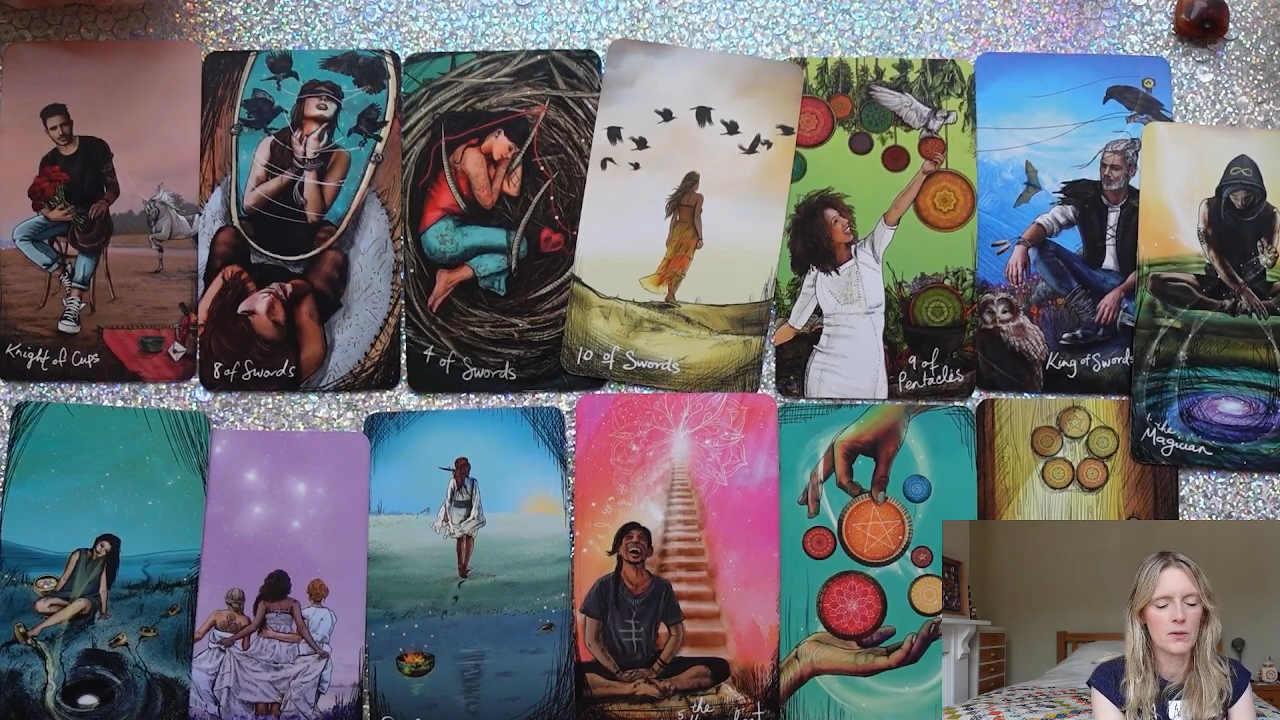 Knight of Cups
8 of Swords
4 of Swords
10 of Swords
9 of
Pentacles
King of Swords
the
Magician
the